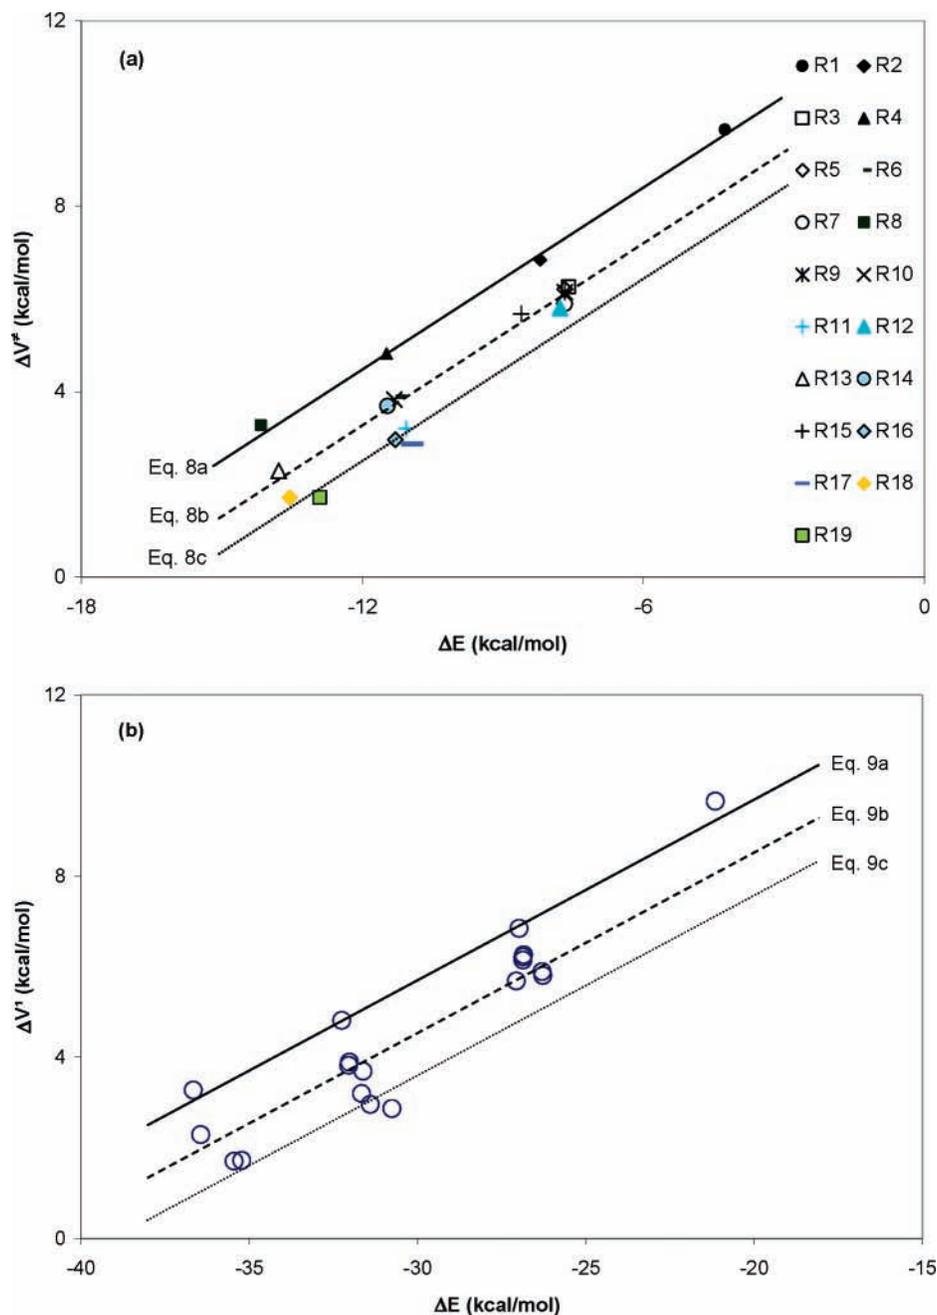 12
(a)
R1 R2
R3 R4
R5 R6
8
R7 R8
ΔV≠ (kcal/mol)
R9 R10
R11 R12
4
R13 R14
R15 R16
Eq. 8a
R17 R18
Eq. 8b
R19
Eq. 8c
0
-18 -12 -6 0
ΔE (kcal/mol)
12
(b)
Eq. 9a
Eq. 9b
Eq. 9c
8
ΔV¹ (kcal/mol)
4
0
-40 -35 -30 -25 -20 -15
ΔE (kcal/mol)